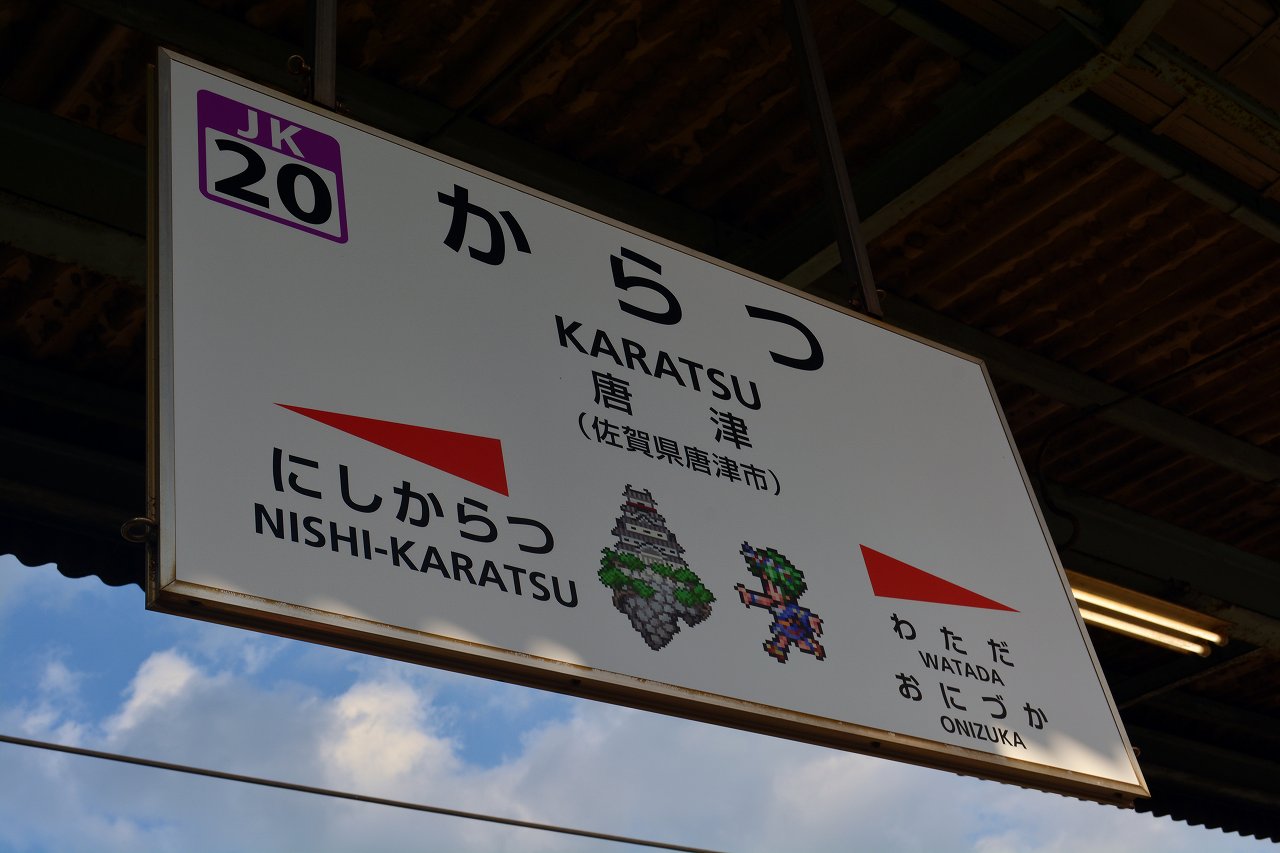 JK
20
からつ
KARATSU
唐津
(佐賀県唐津市)
にしからつ
NISHI-KARATSU
わただ
WATADA
おにづか
ONIZUKA